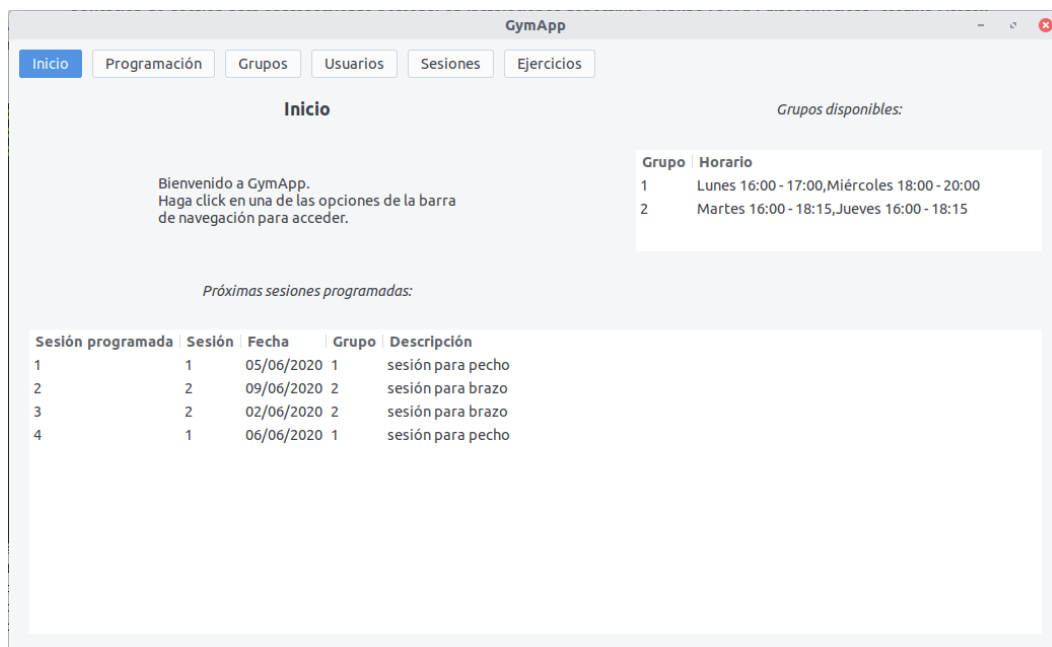 GymApp
Inicio Programación Grupos Usuarios Sesiones Ejercicios
Inicio
Bienvenido a GymApp.
Haga click en una de las opciones de la barra
de navegación para acceder.
Grupos disponibles:
Grupo Horario
1 Lunes 16:00 - 17:00,Miércoles 18:00 - 20:00
2 Martes 16:00 - 18:15,Jueves 16:00 - 18:15
Próximas sesiones programadas:
Sesión programada Sesión Fecha Grupo Descripción
1 1 05/06/2020 1 sesión para pecho
2 2 09/06/2020 2 sesión para brazo
3 2 02/06/2020 2 sesión para brazo
4 1 06/06/2020 1 sesión para pecho